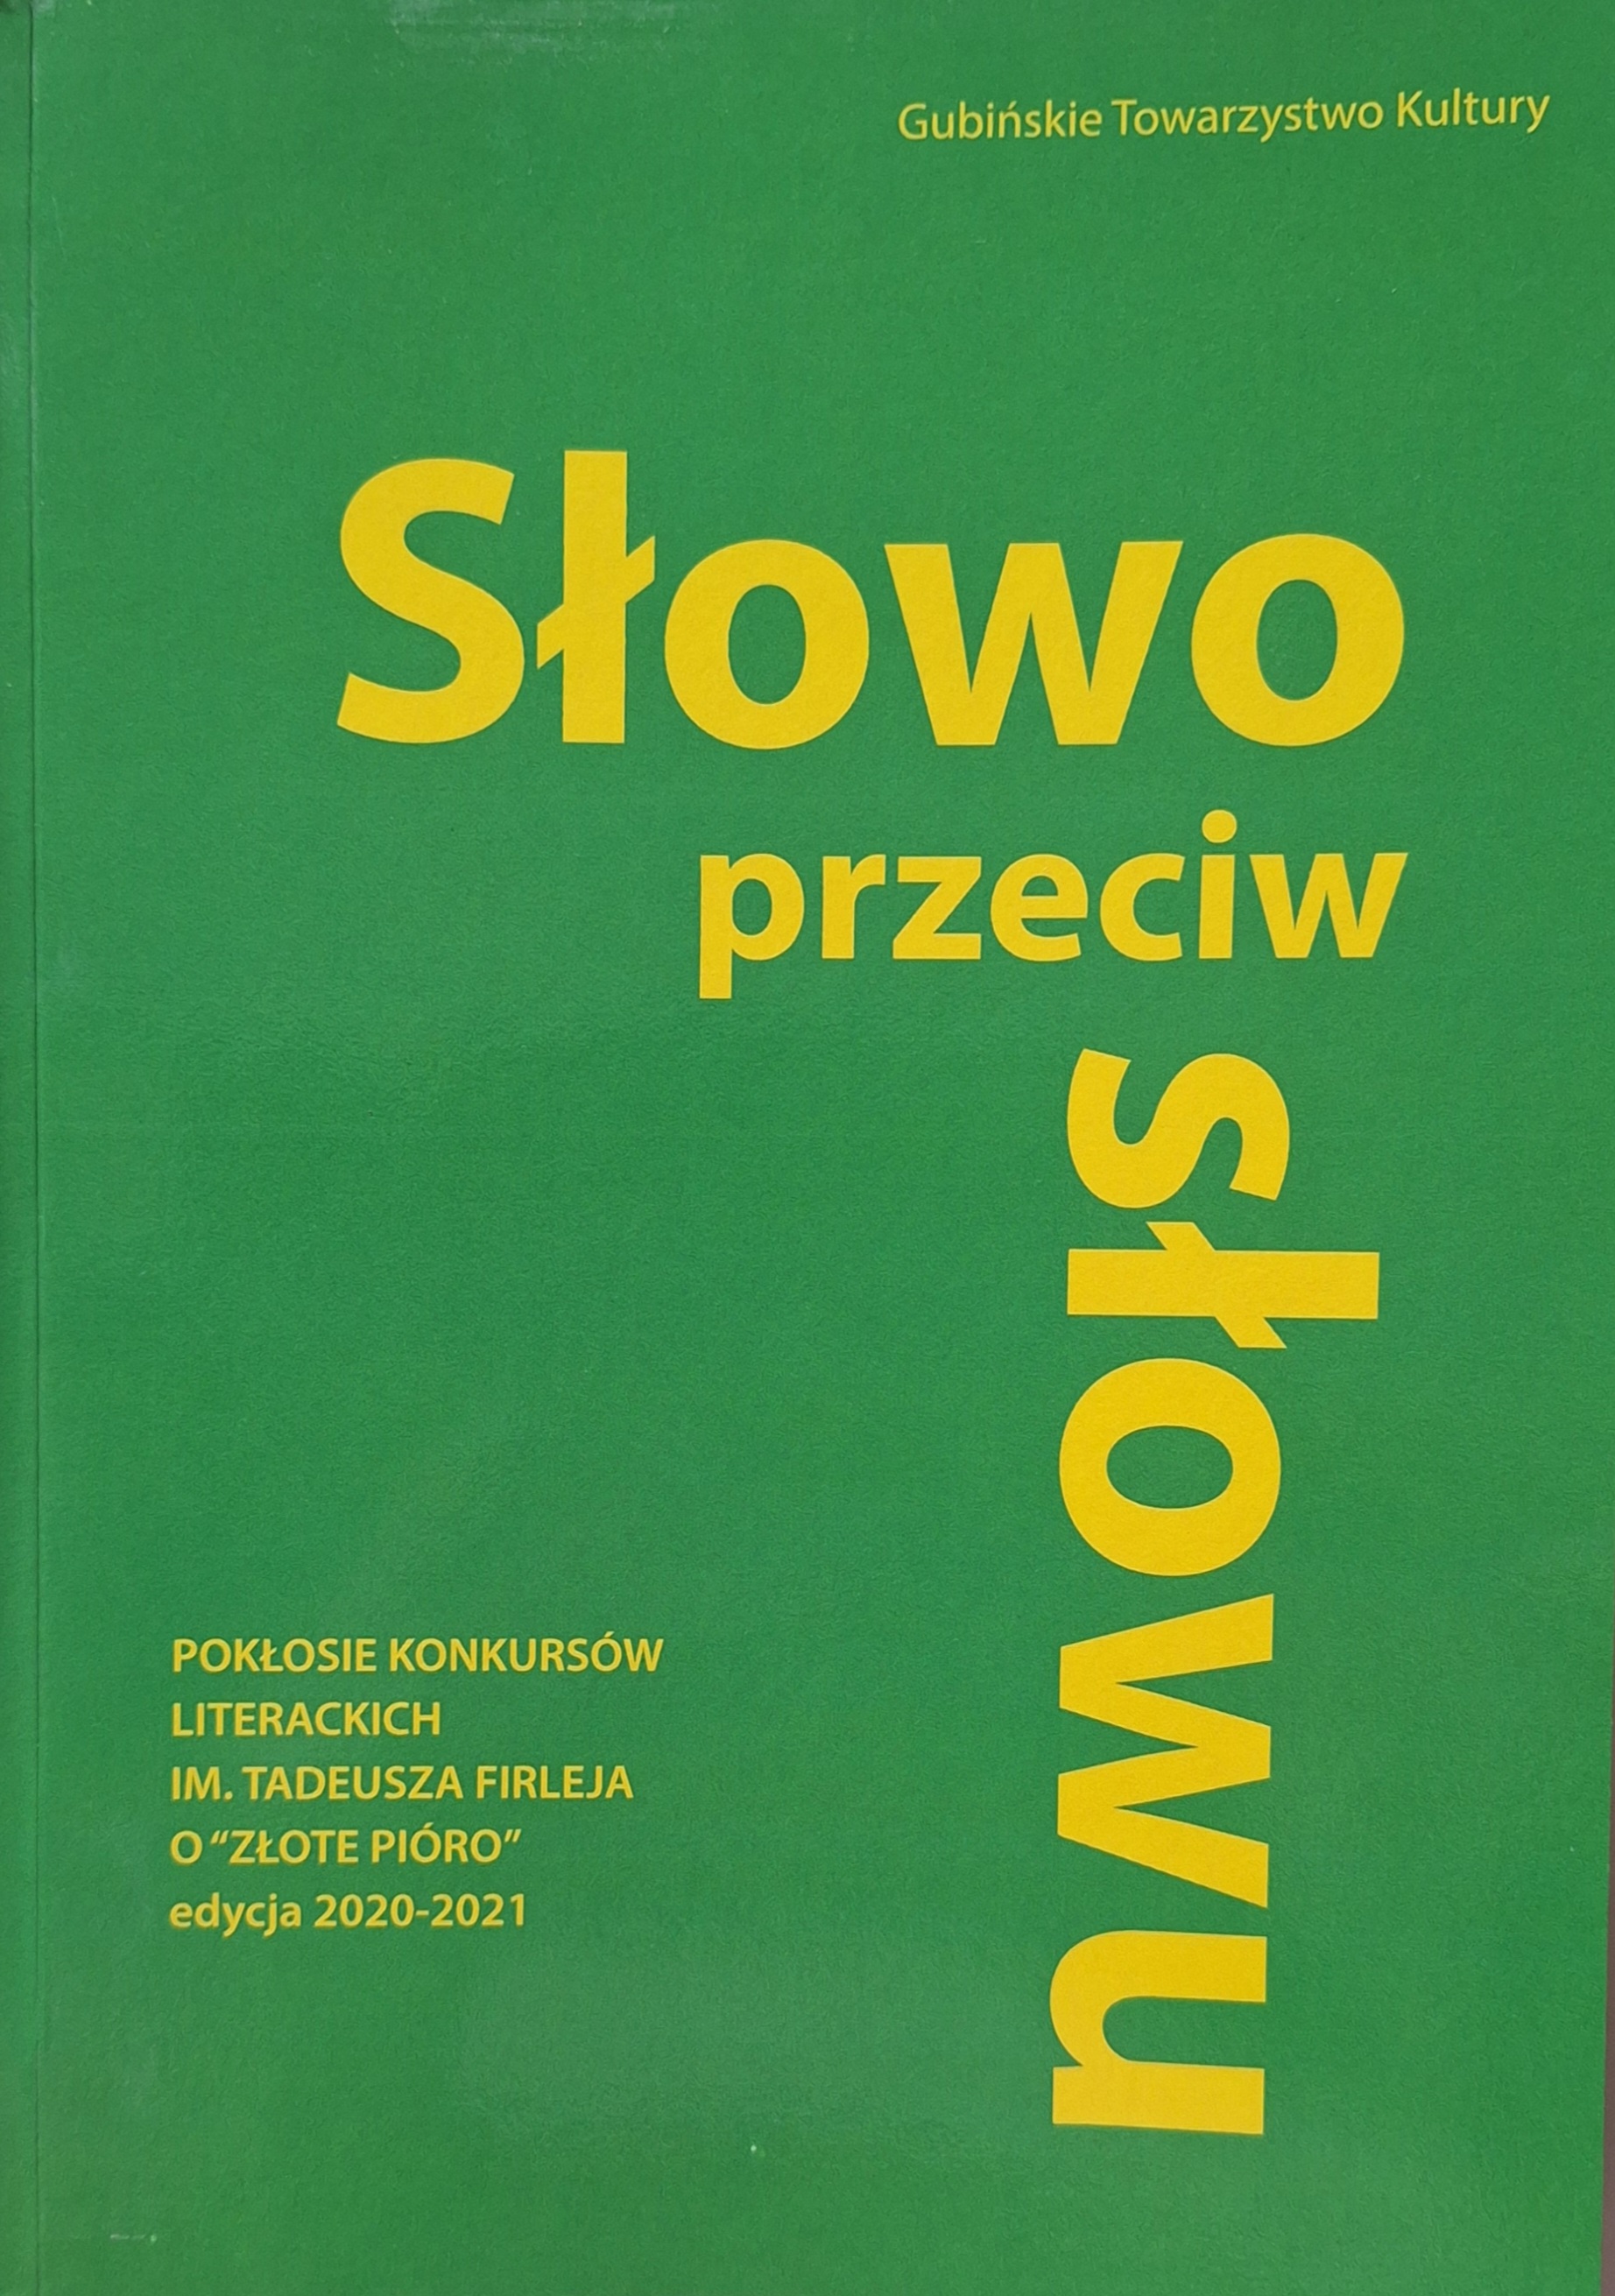 Gubińskie Towarzystwo Kultury
Słowo
przeciw
słowu
POKŁOSIE KONKURSÓW
LITERACKICH
IM. TADEUSZA FIRLEJA
O “ZŁOTE PIÓRO”
edycja 2020-2021